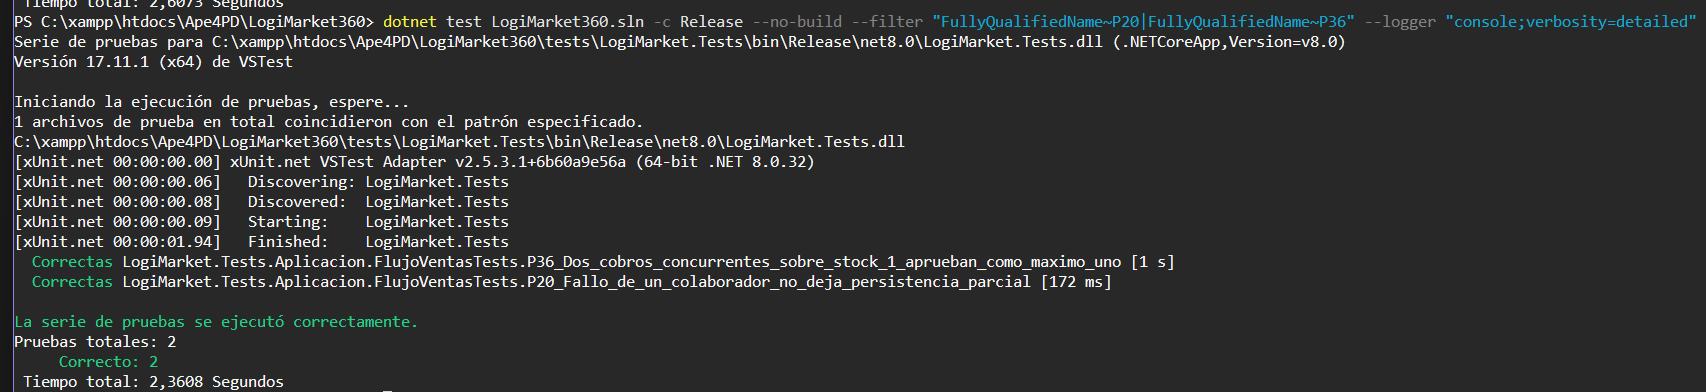 Tiempo total: 2,6073 Segundos
PS C:\xampp\htdocs\Ape4PD\LogiMarket360> dotnet test LogiMarket360.sln -c Release --no-build --filter "FullyQualifiedName~P20|FullyQualifiedName~P36" --logger "console;verbosity=detailed"
Serie de pruebas para C:\xampp\htdocs\Ape4PD\LogiMarket360\tests\LogiMarket.Tests\bin\Release\net8.0\LogiMarket.Tests.dll (.NETCoreApp,Version=v8.0)
Versión 17.11.1 (x64) de VSTest
Iniciando la ejecución de pruebas, espere...
1 archivos de prueba en total coincidieron con el patrón especificado.
C:\xampp\htdocs\Ape4PD\LogiMarket360\tests\LogiMarket.Tests\bin\Release\net8.0\LogiMarket.Tests.dll
[xUnit.net 00:00:00.00] xUnit.net VSTest Adapter v2.5.3.1+6b60a9e56a (64-bit .NET 8.0.32)
[xUnit.net 00:00:00.06]   Discovering: LogiMarket.Tests
[xUnit.net 00:00:00.08]   Discovered:  LogiMarket.Tests
[xUnit.net 00:00:00.09]   Starting:    LogiMarket.Tests
[xUnit.net 00:00:01.94]   Finished:    LogiMarket.Tests
Correctas LogiMarket.Tests.Aplicacion.FlujoVentasTests.P36_Dos_cobros_concurrentes_sobre_stock_1_aprueban_como_maximo_uno [1 s]
Correctas LogiMarket.Tests.Aplicacion.FlujoVentasTests.P20_Fallo_de_un_colaborador_no_deja_persistencia_parcial [172 ms]
La serie de pruebas se ejecutó correctamente.
Pruebas totales: 2
Correcto: 2
Tiempo total: 2,3608 Segundos